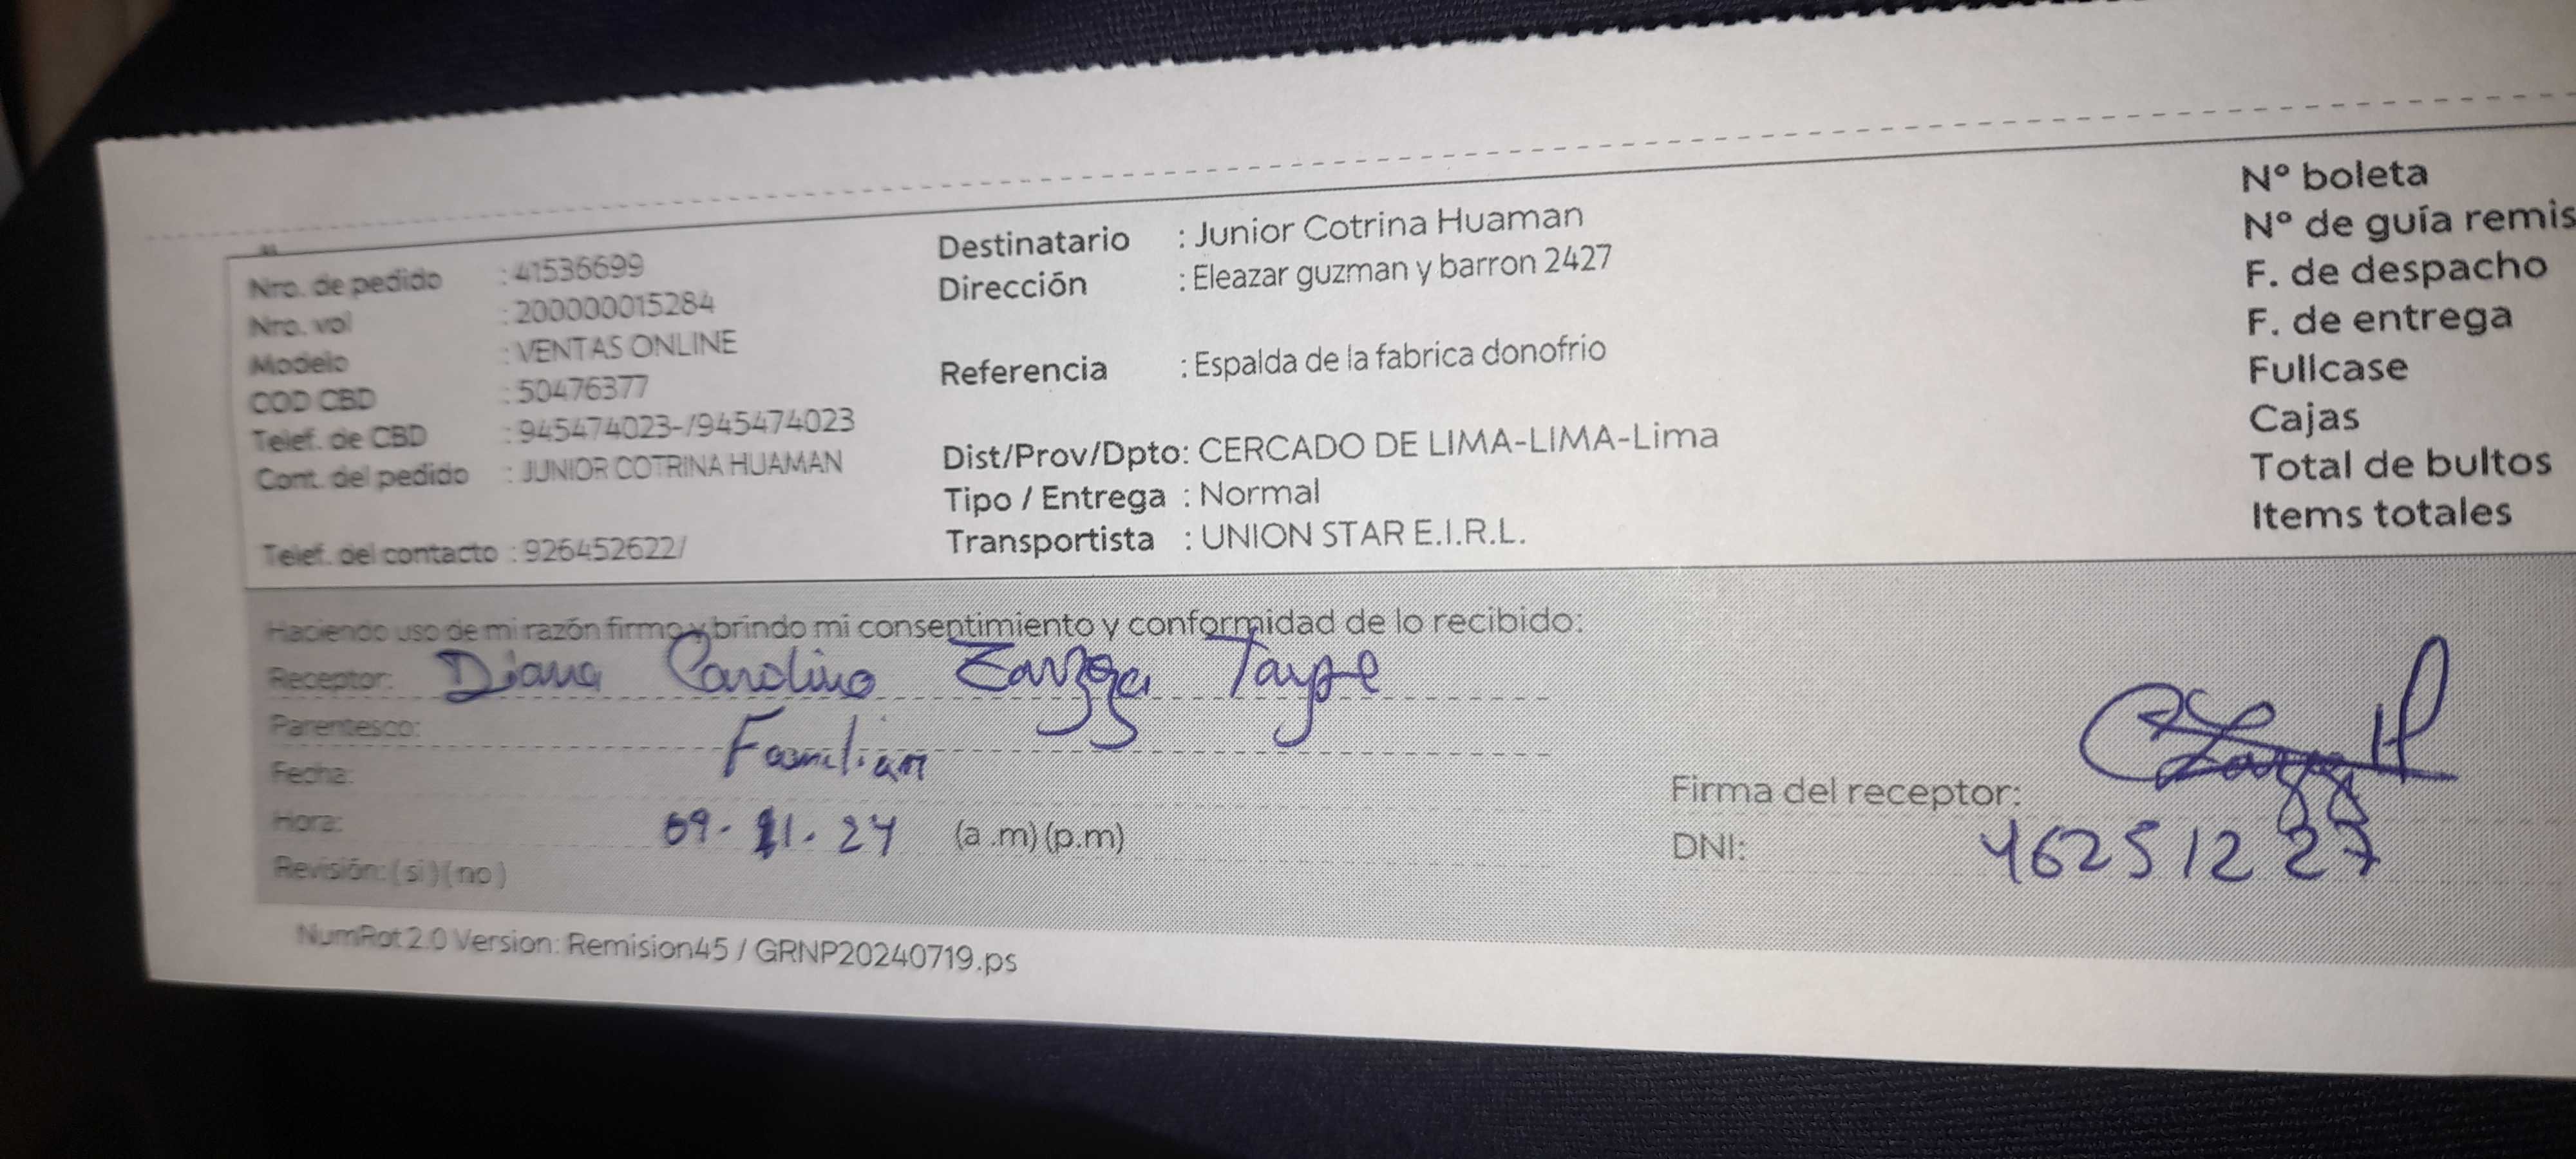 Nro. de pedido : 41536699
Nro. vol : 200000015284
Modelo : VENTAS ONLINE
COD CBD : 50476377
Telef. de CBD : 945474023-/945474023
Cont. del pedido : JUNIOR COTRINA HUAMAN
Telef. del contacto : 926452622/
Destinatario : Junior Cotrina Huaman
Dirección : Eleazar guzman y barron 2427
Referencia : Espalda de la fabrica donofrio
Dist/Prov/Dpto: CERCADO DE LIMA-LIMA-Lima
Tipo / Entrega : Normal
Transportista : UNION STAR E.I.R.L.
N° boleta
N° de guía remis
F. de despacho
F. de entrega
Fullcase
Cajas
Total de bultos
Items totales
Haciendo uso de mi razón firmo y brindo mi consentimiento y conformidad de lo recibido:
Receptor: Diana Carolina Taype
Parentesco: Familiar
Fecha:
Hora: 09-11-24 (a .m) (p.m)
Revisión: ( si ) ( no )
Firma del receptor:
DNI: 46251227
NumRot 2.0 Version: Remision45 / GRNP20240719.ps